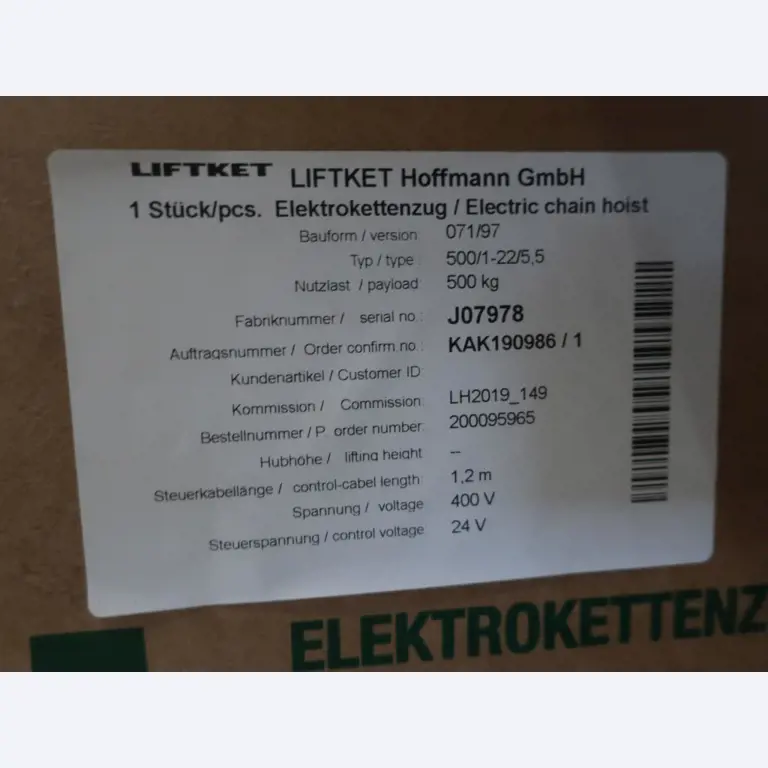 LIFTKET LIFTKET Hoffmann GmbH
1 Stück/pcs. Elektrokettenzug / Electric chain hoist
Bauform / version: 071/97
Typ / type : 500/1-22/5,5
Nutzlast / payload: 500 kg
Fabriknummer / serial no.: J07978
Auftragsnummer / Order confirm.no.: KAK190986 / 1
Kundenartikel / Customer ID:
Kommission / Commission: LH2019_149
Bestellnummer / P. order number: 200095965
Hubhöhe / lifting height --
Steuerkabellänge / control-cabel length: 1,2 m
Spannung / voltage 400 V
Steuerspannung / control voltage 24 V
ELEKTROKETTENZ